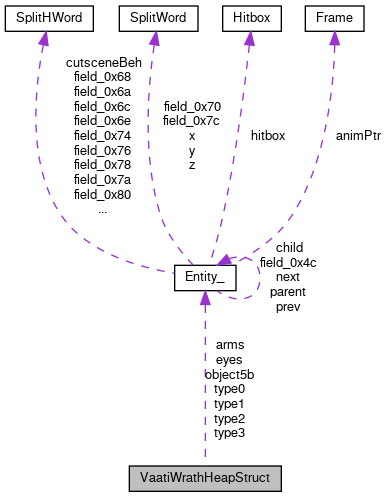 SplitHWord
SplitWord
Hitbox
Frame
cutsceneBeh
field_0x68
field_0x6a
field_0x6c
field_0x6e
field_0x74
field_0x76
field_0x78
field_0x7a
field_0x80
...
field_0x70
field_0x7c
x
y
z
hitbox
animPtr
Entity_
child
field_0x4c
next
parent
prev
arms
eyes
object5b
type0
type1
type2
type3
VaatiWrathHeapStruct